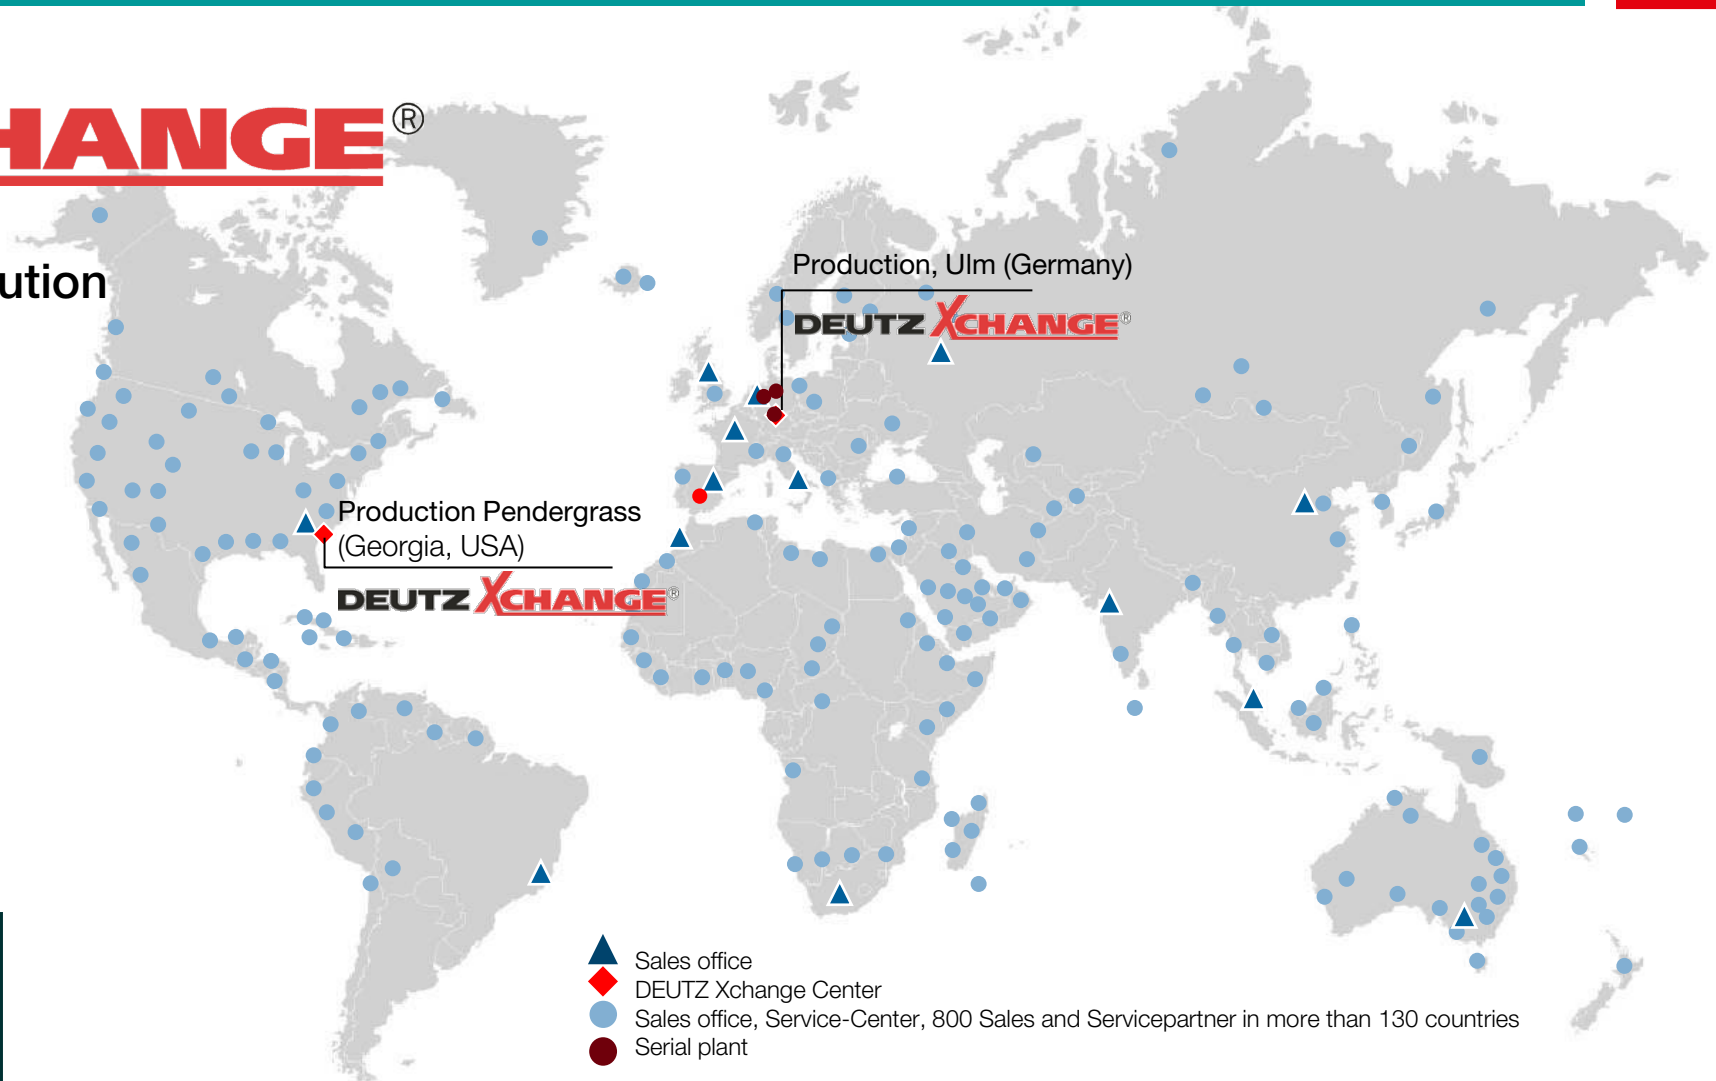 HANGE®
ution
Production, Ulm (Germany)
DEUTZ XCHANGE®
Production Pendergrass
(Georgia, USA)
DEUTZ XCHANGE®
Sales office
DEUTZ Xchange Center
Sales office, Service-Center, 800 Sales and Servicepartner in more than 130 countries
Serial plant